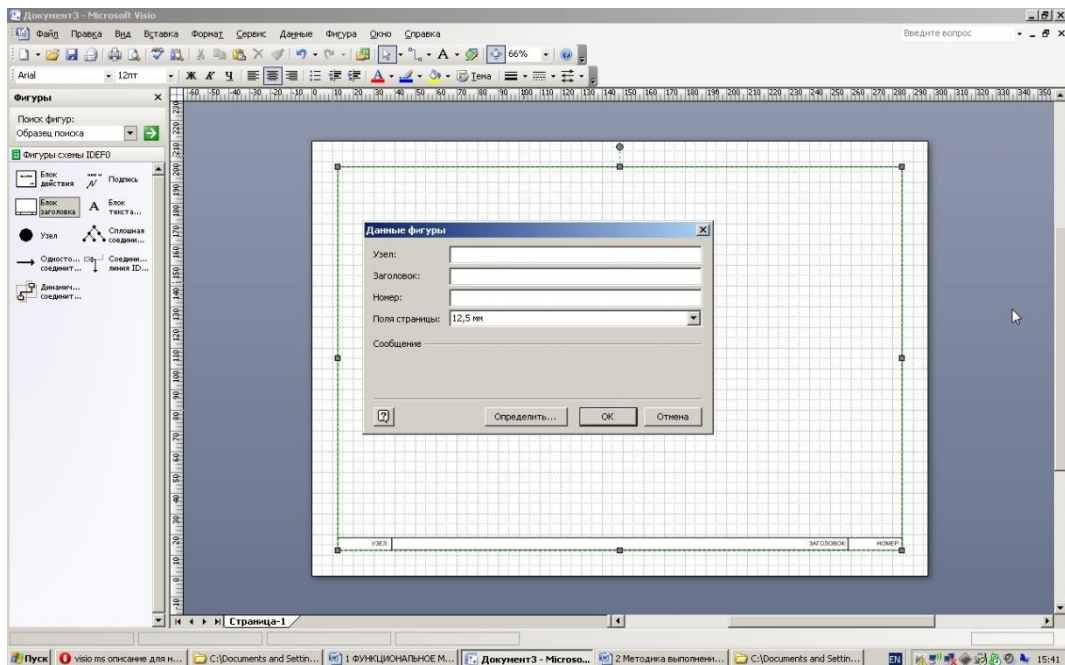 Документ3 - Microsoft Visio
Файл Правка Вид Вставка Формат Сервис Данные Фигура Окно Справка Введите вопрос
66%
Arial 12пт Ж К Ч Тема
Фигуры
Поиск фигур:
Образец поиска
Фигуры схемы IDEF0
Блок действия Подпись
Блок заголовка Блок текста...
Узел Сплошная соедини...
Одностo... соединит... Соедини... линия ID...
Динамич... соединит...
Данные фигуры
Узел:
Заголовок:
Номер:
Поля страницы: 12,5 мм
Сообщение
Определить... ОК Отмена
УЗЕЛ: ЗАГОЛОВОК: НОМЕР:
Страница-1
Пуск visio ms описание для н... C:\Documents and Settin... 1 ФУНКЦИОНАЛЬНОЕ М... Документ3 - Microso... 2 Методика выполнени... C:\Documents and Settin... EN 15:41